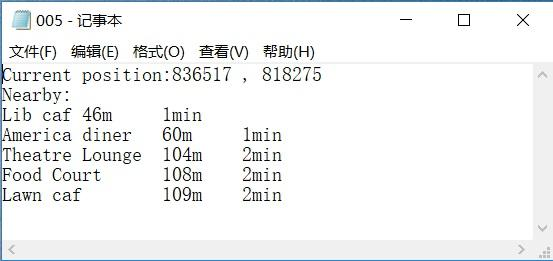 005 - 记事本
文件(F) 编辑(E) 格式(O) 查看(V) 帮助(H)
Current position:836517 , 818275
Nearby:
Lib caf 46m 1min
America diner 60m 1min
Theatre Lounge 104m 2min
Food Court 108m 2min
Lawn caf 109m 2min